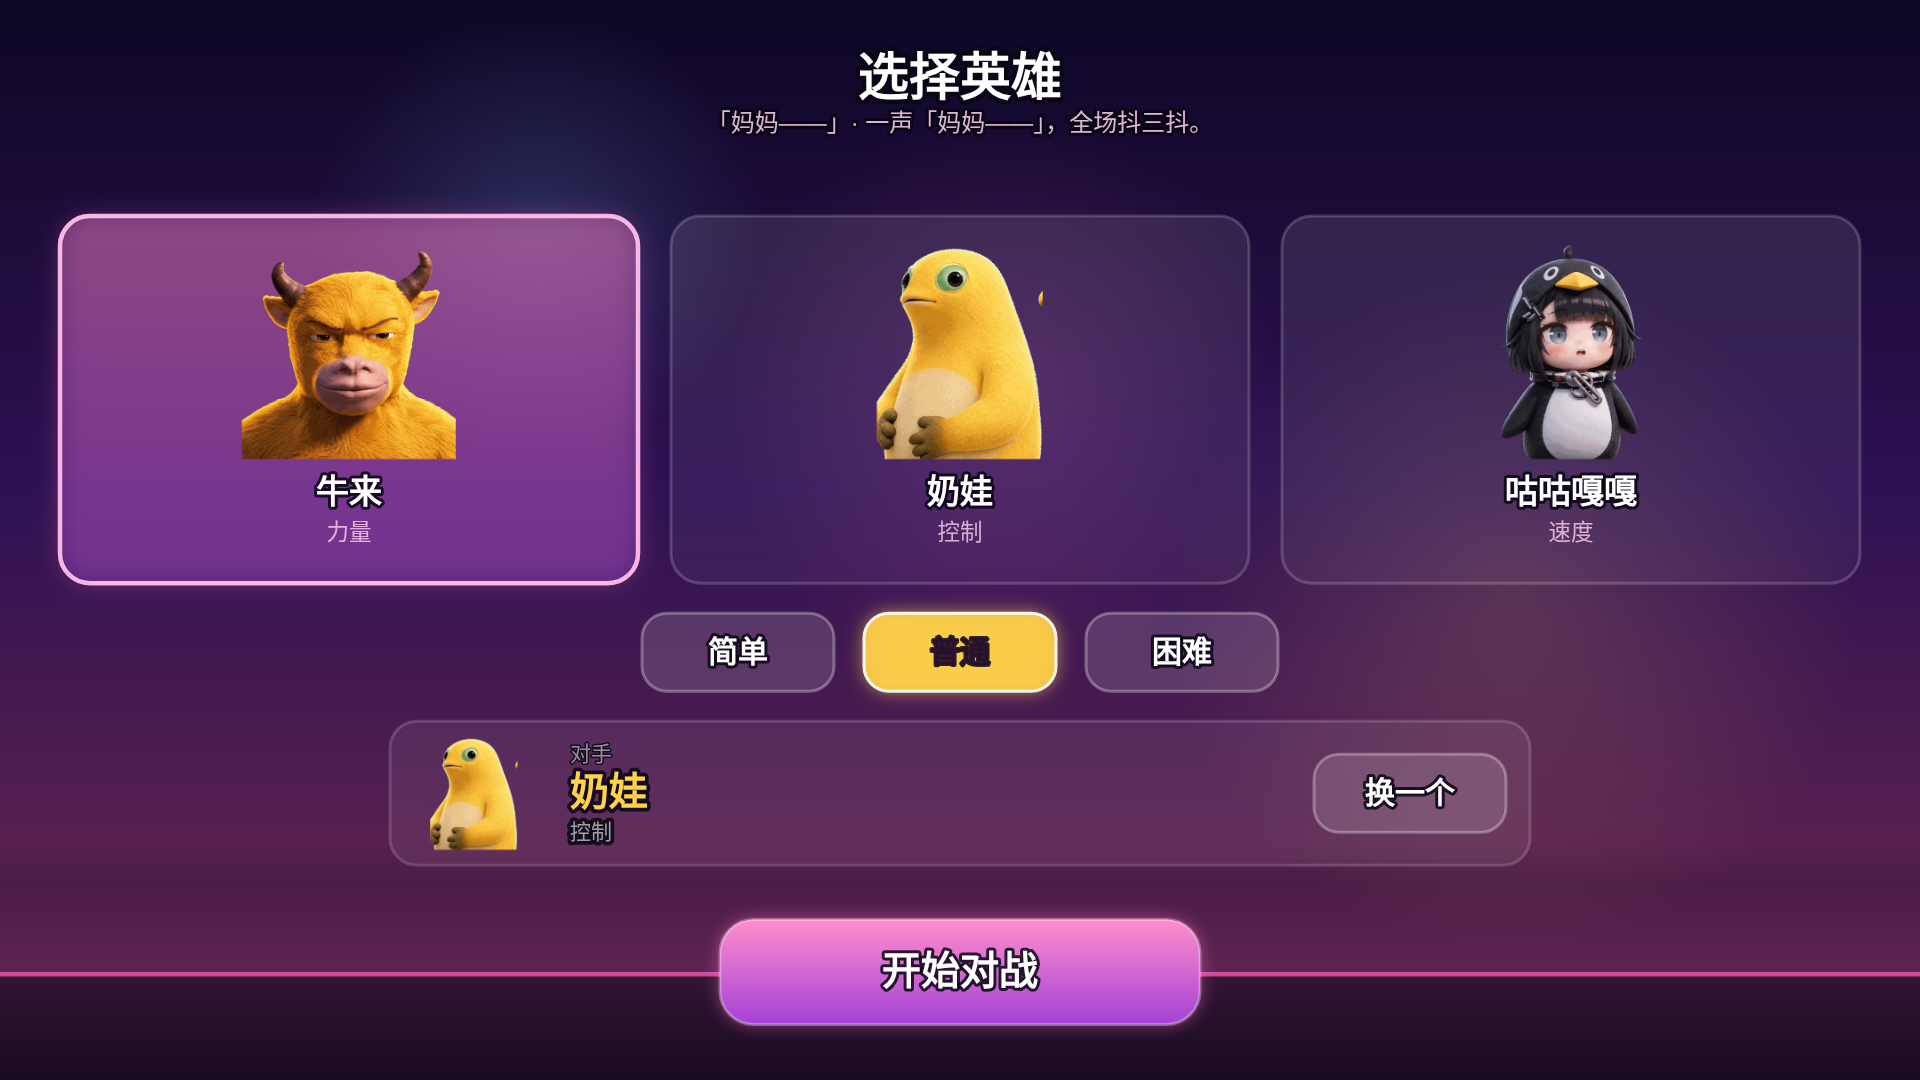 选择英雄
「妈妈——」· 一声「妈妈——」，全场抖三抖。
牛来
力量
奶娃
控制
咕咕嘎嘎
速度
简单
普通
困难
对手
奶娃
控制
换一个
开始对战